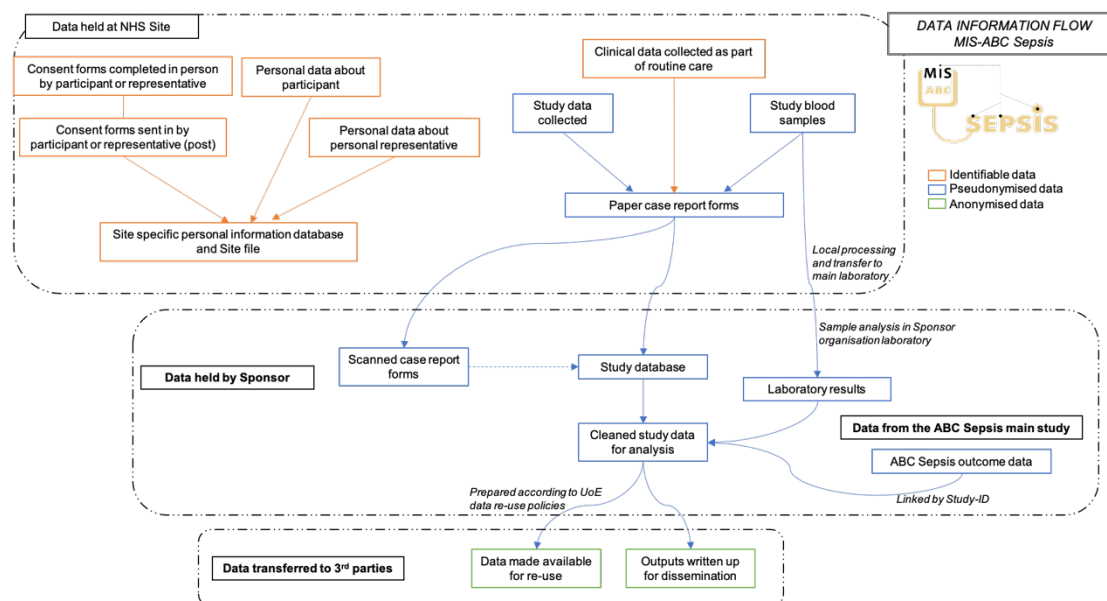 Data held at NHS Site
DATA INFORMATION FLOW
MIS-ABC Sepsis
Consent forms completed in person
by participant or representative
Personal data about
participant
Clinical data collected as part
of routine care
MiS
ABC
SEPSIS
Study data
collected
Study blood
samples
Consent forms sent in by
participant or representative (post)
Personal data about
personal representative
Identifiable data
Pseudonymised data
Anonymised data
Paper case report forms
Site specific personal information database
and Site file
Local processing
and transfer to
main laboratory
Sample analysis in Sponsor
organisation laboratory
Data held by Sponsor
Scanned case report
forms
Study database
Laboratory results
Data from the ABC Sepsis main study
Cleaned study data
for analysis
ABC Sepsis outcome data
Prepared according to UoE
data re-use policies
Linked by Study-ID
Data transferred to 3rd parties
Data made available
for re-use
Outputs written up
for dissemination